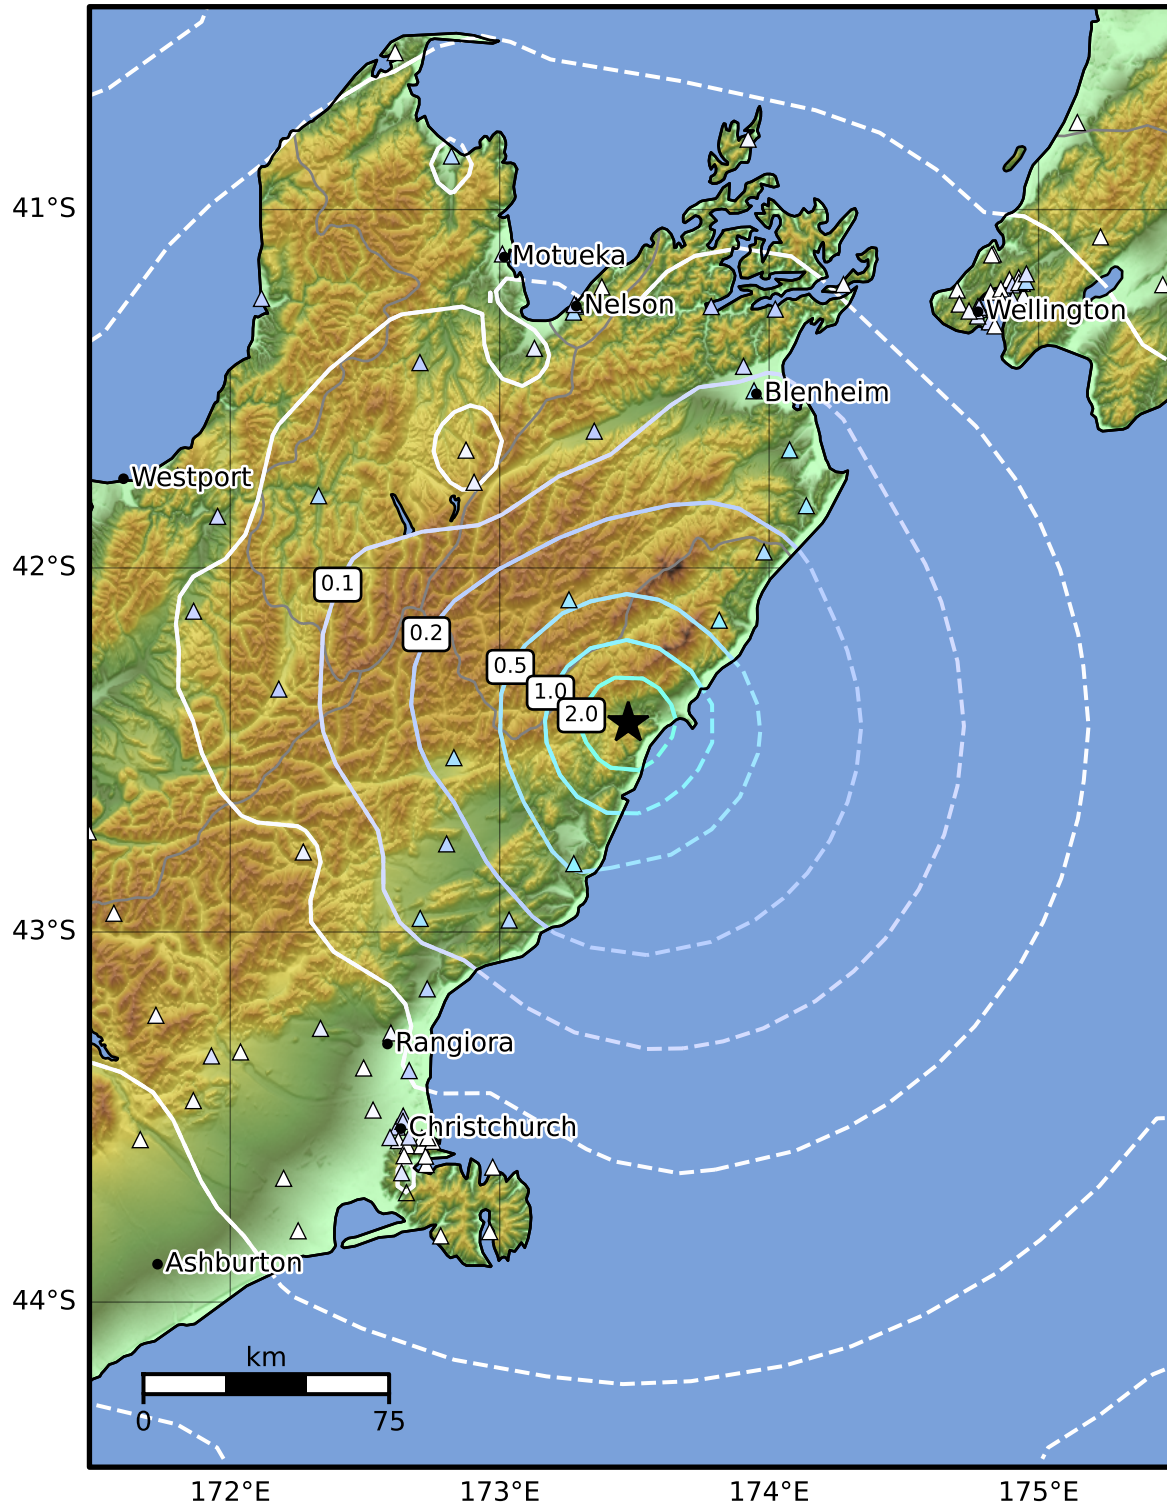 41°S
Motueka
Nelson
Wellington
Blenheim
Westport
42°S
0.1
0.2
0.5
1.0
2.0
43°S
Rangiora
Christchurch
Ashburton
44°S
km
0
75
172°E
173°E
174°E
175°E